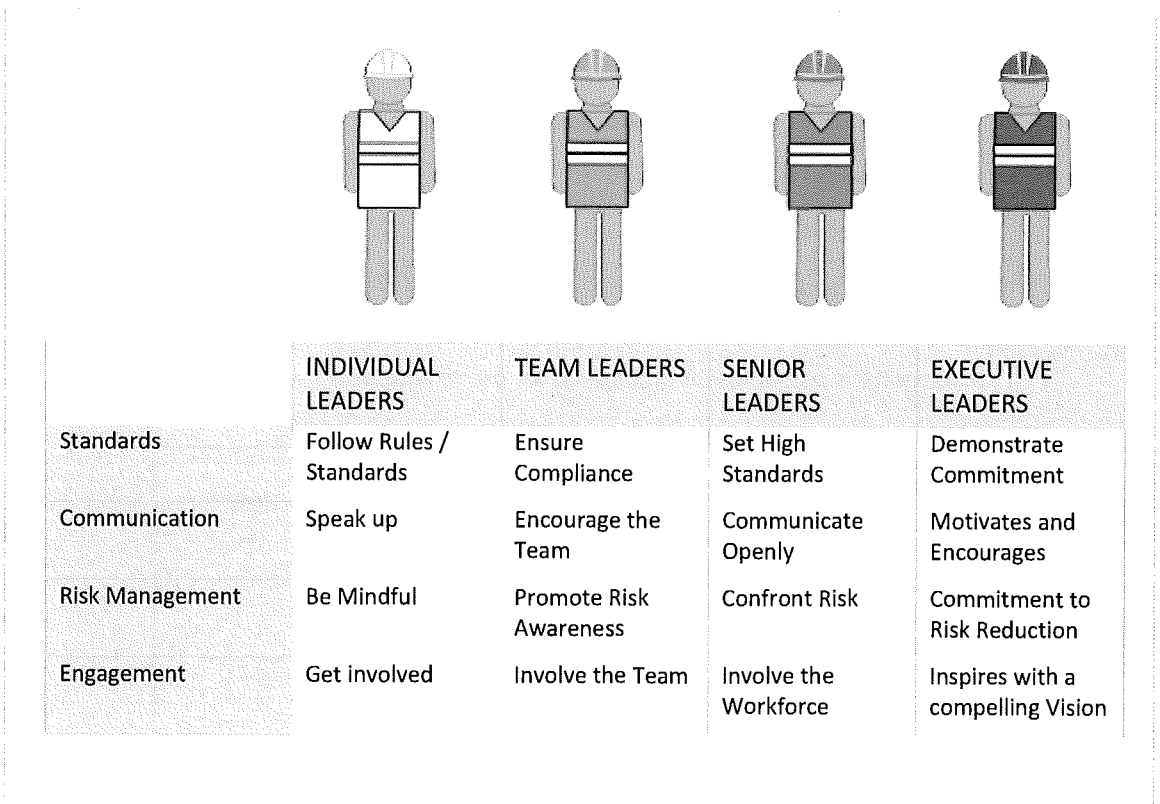 INDIVIDUAL LEADERS
TEAM LEADERS
SENIOR LEADERS
EXECUTIVE LEADERS
Standards
Follow Rules / Standards
Ensure Compliance
Set High Standards
Demonstrate Commitment
Communication
Speak up
Encourage the Team
Communicate Openly
Motivates and Encourages
Risk Management
Be Mindful
Promote Risk Awareness
Confront Risk
Commitment to Risk Reduction
Engagement
Get involved
Involve the Team
Involve the Workforce
Inspires with a compelling Vision